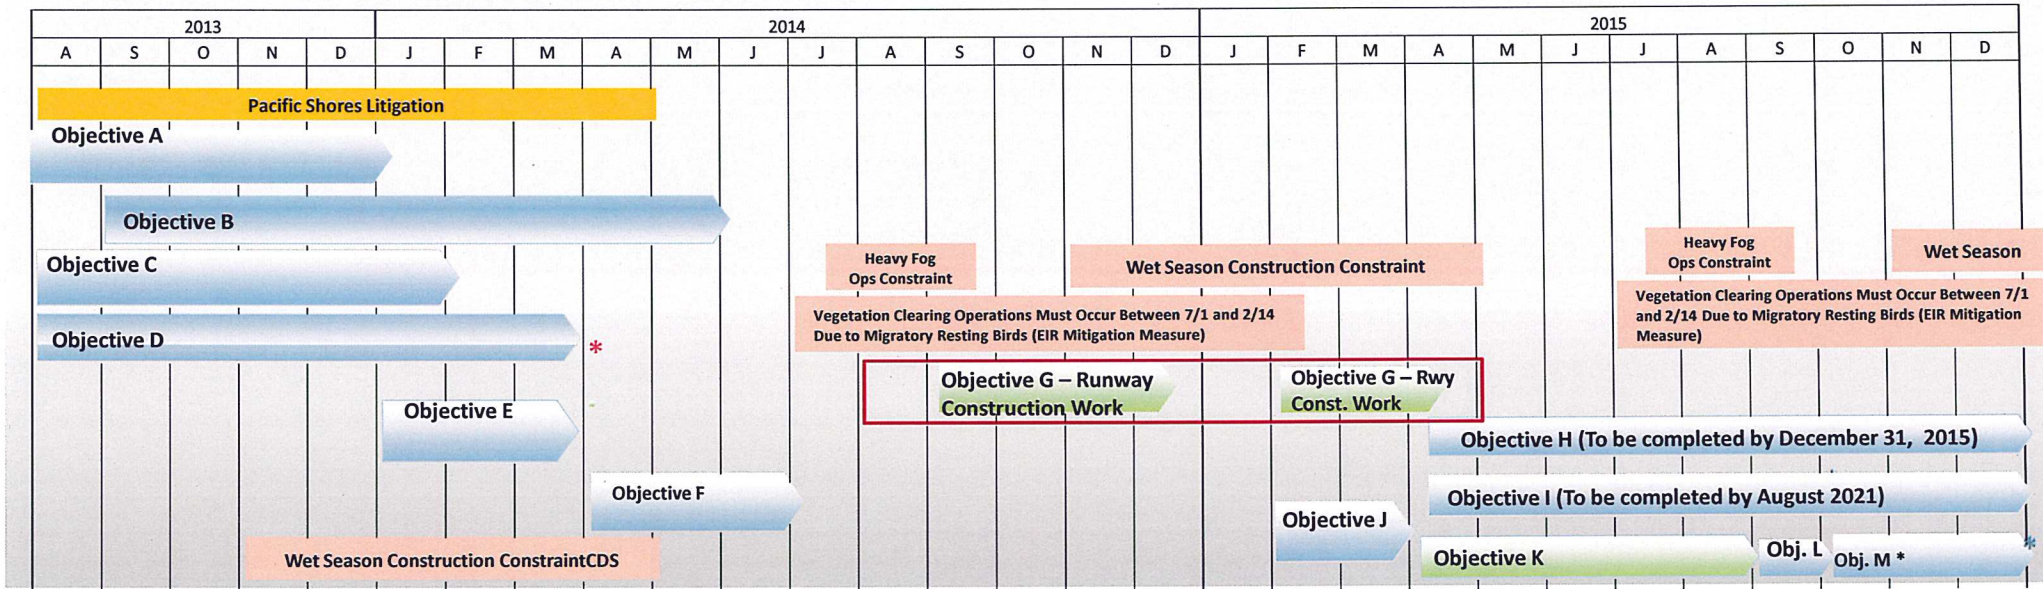 2013 2014 2015
A S O N D J F M A M J J A S O N D J F M A M J J A S O N D
Pacific Shores Litigation
Objective A
Objective B
Objective C
Heavy Fog
Ops Constraint
Wet Season Construction Constraint
Heavy Fog
Ops Constraint
Wet Season
Vegetation Clearing Operations Must Occur Between 7/1 and 2/14
Due to Migratory Resting Birds (EIR Mitigation Measure)
Vegetation Clearing Operations Must Occur Between 7/1
and 2/14 Due to Migratory Resting Birds (EIR Mitigation
Measure)
Objective D
*
Objective E
Objective G – Runway
Construction Work
Objective G – Rwy
Const. Work
Objective H (To be completed by December 31, 2015)
Objective F
Objective I (To be completed by August 2021)
Objective J
Wet Season Construction ConstraintCDS
Objective K
Obj. L
Obj. M *
*